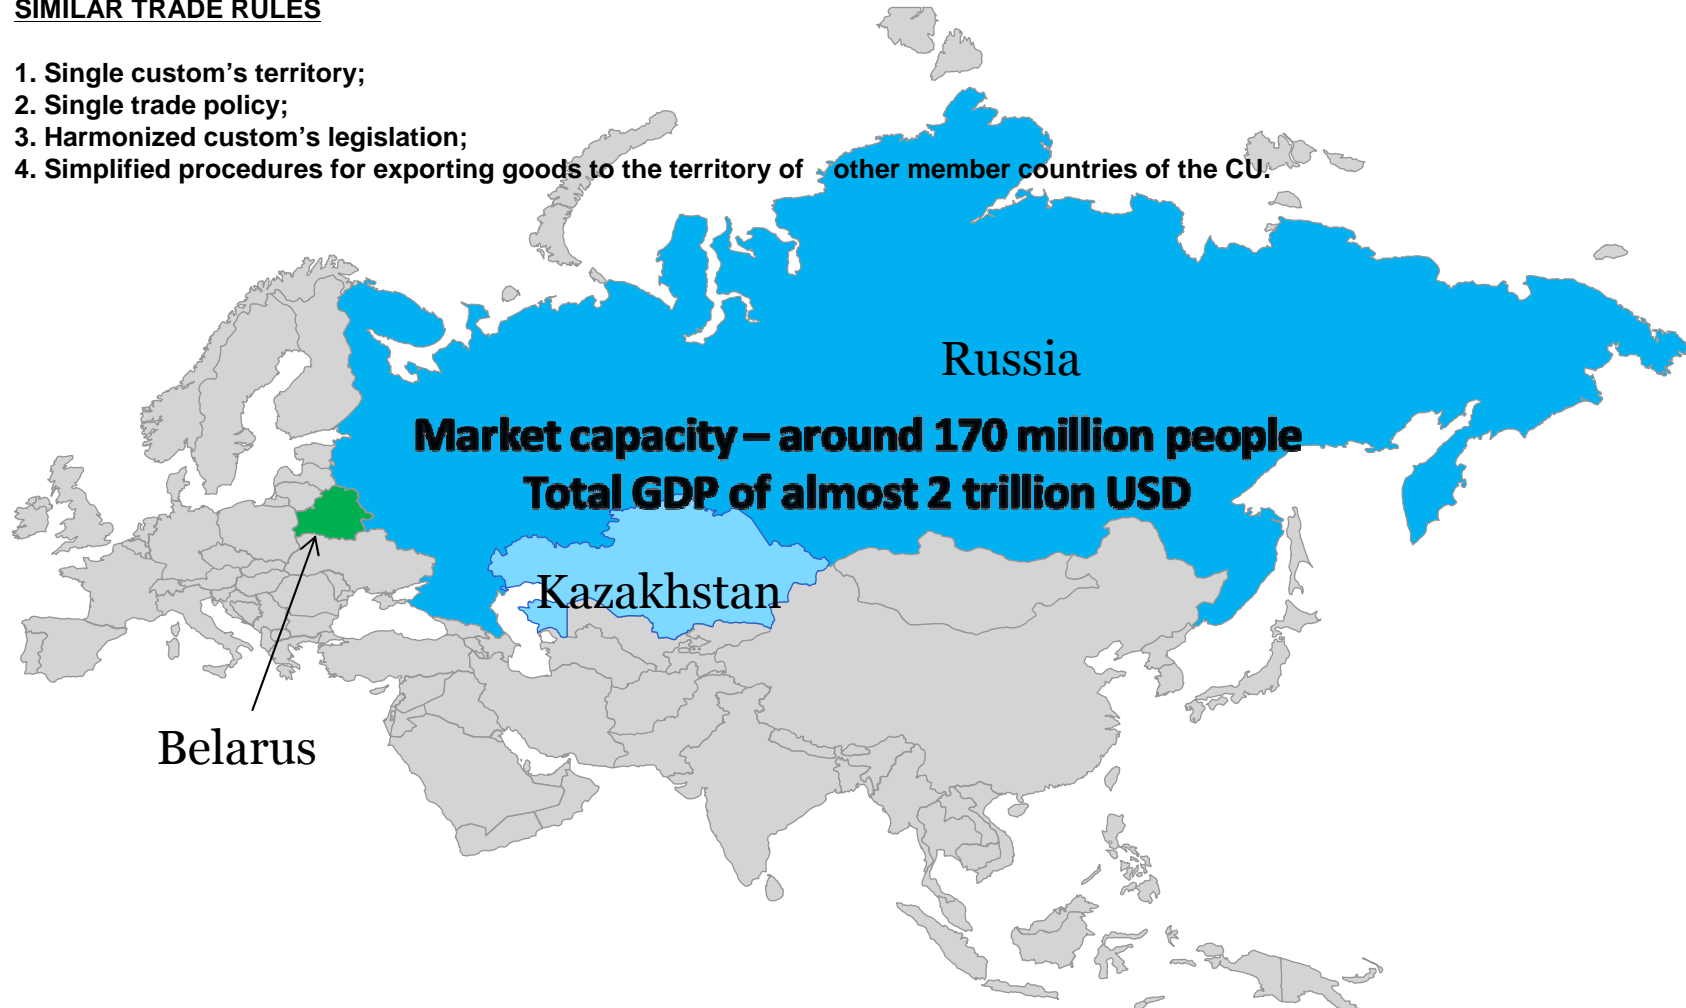 SIMILAR TRADE RULES
1. Single custom’s territory;
2. Single trade policy;
3. Harmonized custom’s legislation;
4. Simplified procedures for exporting goods to the territory of other member countries of the CU.
Russia
Market capacity – around 170 million people
Total GDP of almost 2 trillion USD
Kazakhstan
Belarus